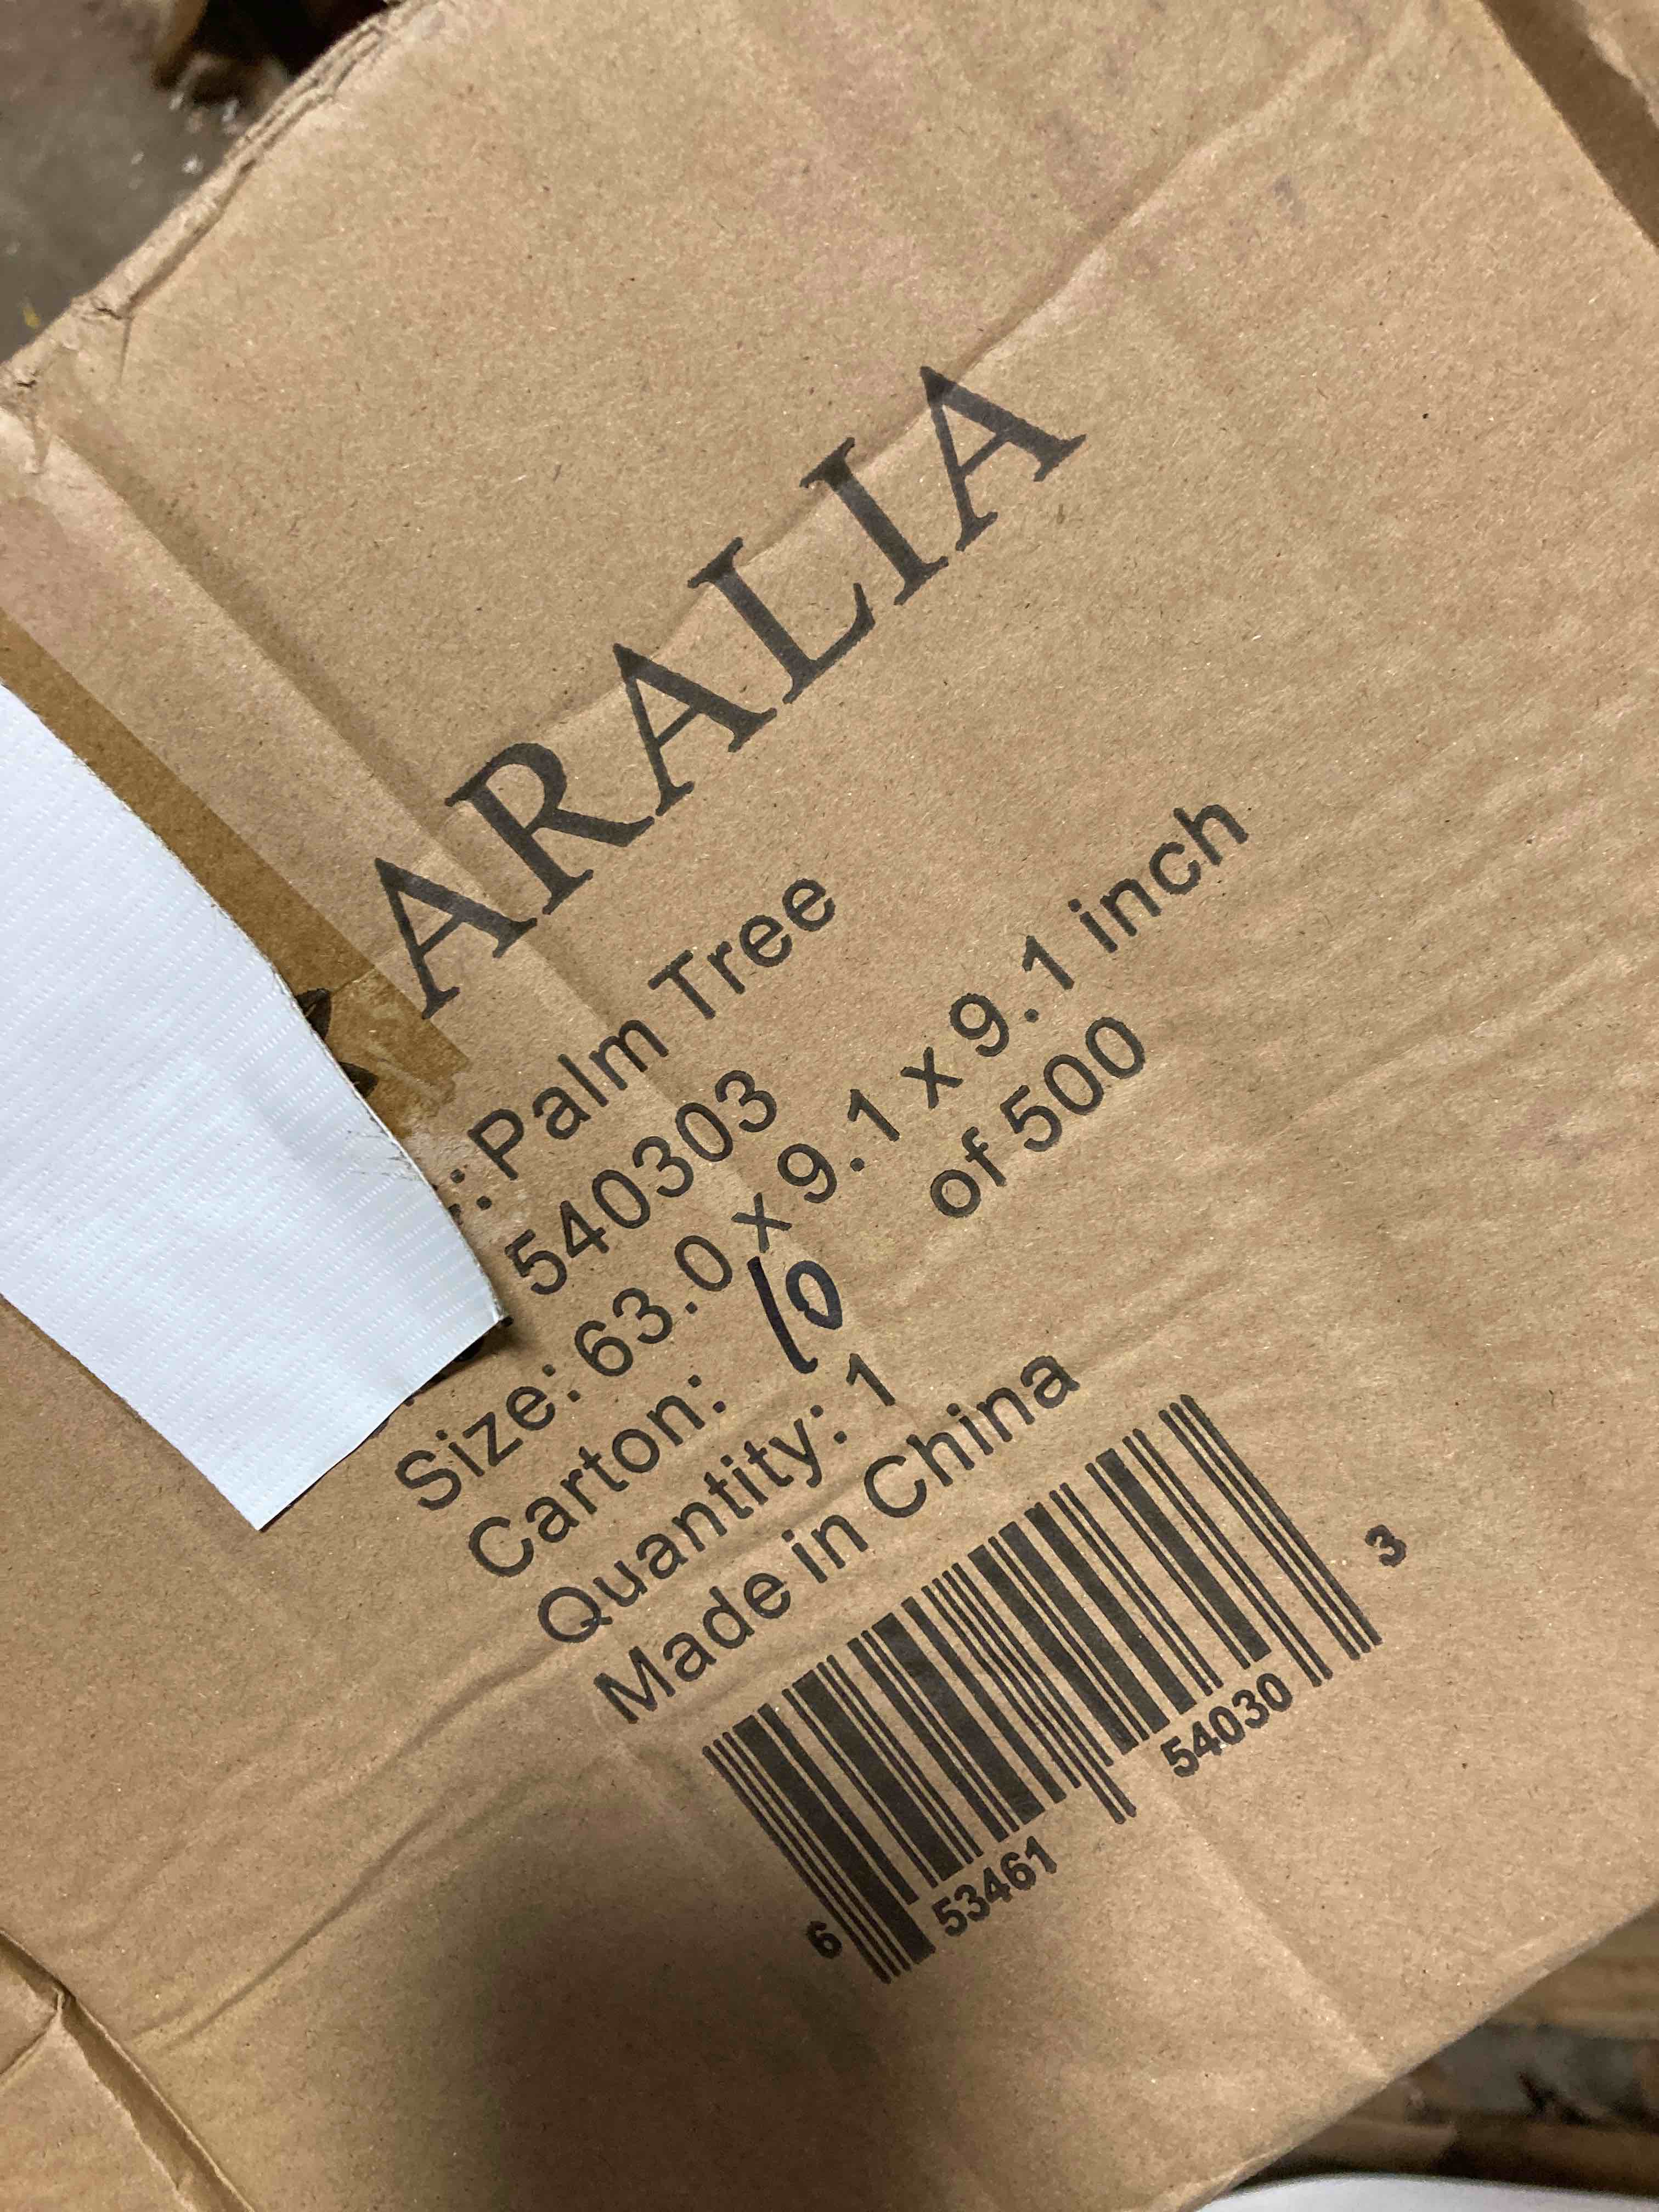 ARALIA
: Palm Tree
540303
Size: 63.0 x 9.1 x 9.1 inch
Carton: 10 of 500
Quantity: 1
Made in China
6 53461 54030 3